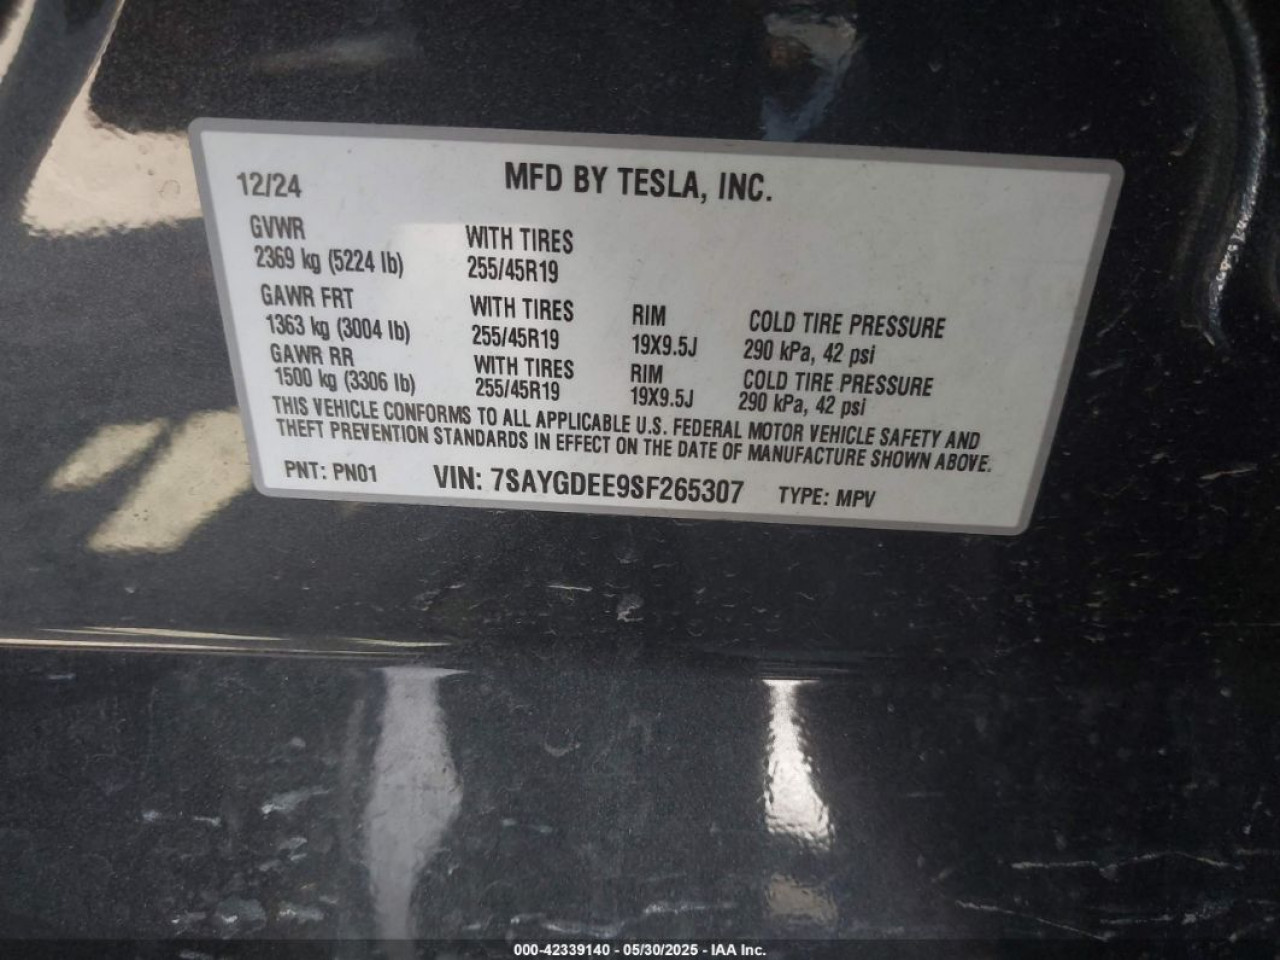 12/24 MFD BY TESLA, INC.
GVWR WITH TIRES
2369 kg (5224 lb) 255/45R19
GAWR FRT WITH TIRES RIM COLD TIRE PRESSURE
1363 kg (3004 lb) 255/45R19 19X9.5J 290 kPa, 42 psi
GAWR RR WITH TIRES RIM COLD TIRE PRESSURE
1500 kg (3306 lb) 255/45R19 19X9.5J 290 kPa, 42 psi
THIS VEHICLE CONFORMS TO ALL APPLICABLE U.S. FEDERAL MOTOR VEHICLE SAFETY AND
THEFT PREVENTION STANDARDS IN EFFECT ON THE DATE OF MANUFACTURE SHOWN ABOVE.
PNT: PN01 VIN: 7SAYGDEE9SF265307 TYPE: MPV
000-42339140 - 05/30/2025 - IAA Inc.